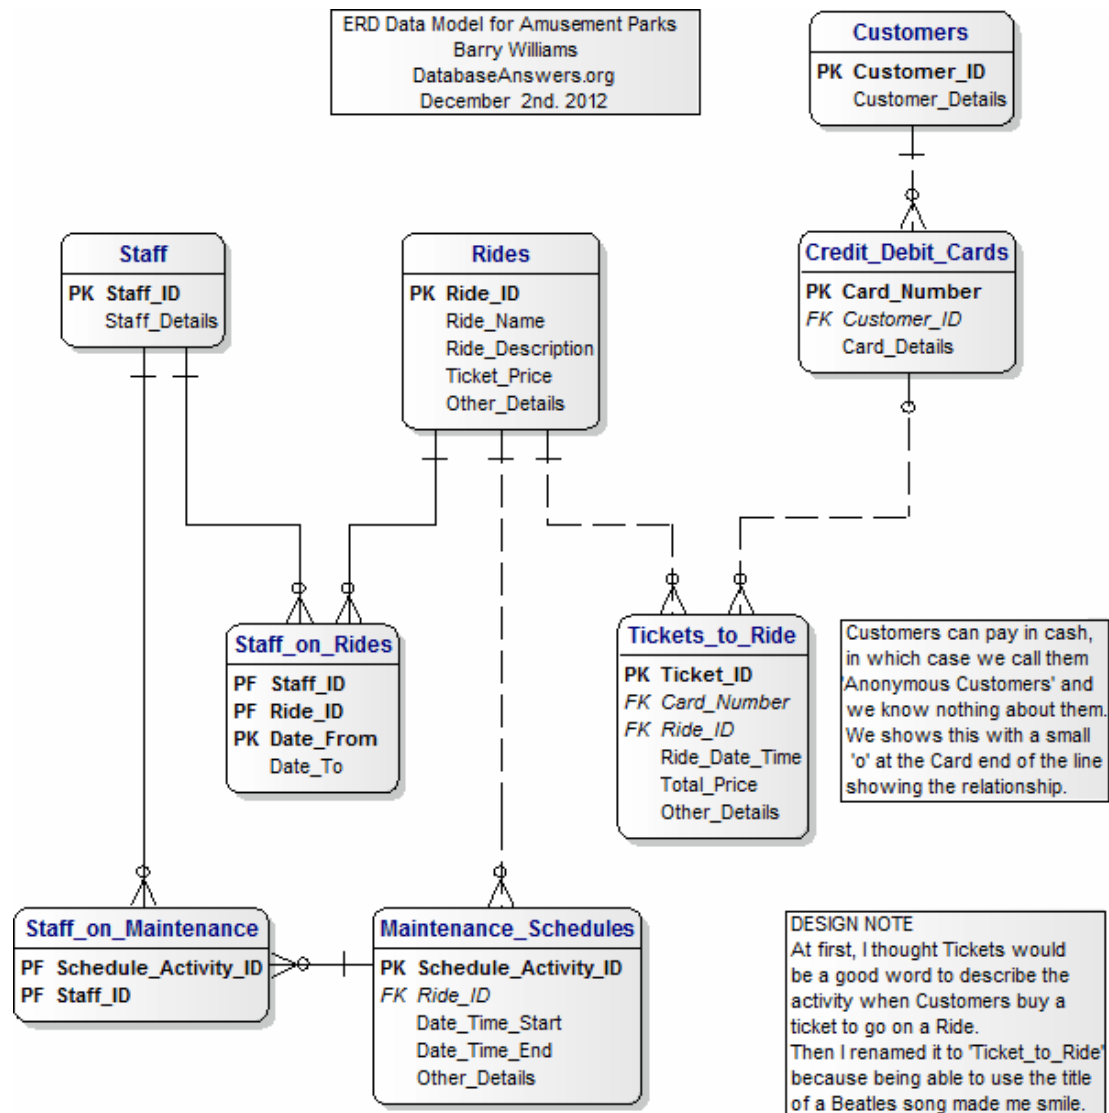 ERD Data Model for Amusement Parks
Barry Williams
DatabaseAnswers.org
December 2nd. 2012
Customers
PK Customer_ID
Customer_Details
Staff
PK Staff_ID
Staff_Details
Rides
PK Ride_ID
Ride_Name
Ride_Description
Ticket_Price
Other_Details
Credit_Debit_Cards
PK Card_Number
FK Customer_ID
Card_Details
Staff_on_Rides
PF Staff_ID
PF Ride_ID
PK Date_From
Date_To
Tickets_to_Ride
PK Ticket_ID
FK Card_Number
FK Ride_ID
Ride_Date_Time
Total_Price
Other_Details
Customers can pay in cash,
in which case we call them
'Anonymous Customers' and
we know nothing about them.
We shows this with a small
'o' at the Card end of the line
showing the relationship.
Staff_on_Maintenance
PF Schedule_Activity_ID
PF Staff_ID
Maintenance_Schedules
PK Schedule_Activity_ID
FK Ride_ID
Date_Time_Start
Date_Time_End
Other_Details
DESIGN NOTE
At first, I thought Tickets would
be a good word to describe the
activity when Customers buy a
ticket to go on a Ride.
Then I renamed it to 'Ticket_to_Ride'
because being able to use the title
of a Beatles song made me smile.